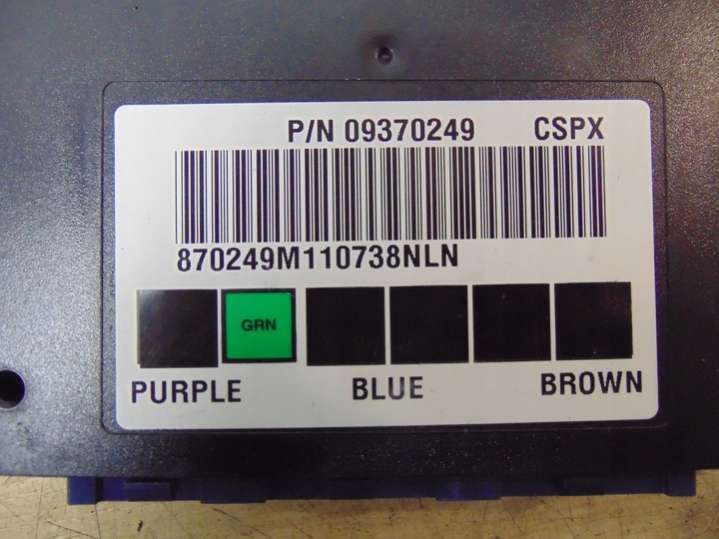 P/N 09370249 CSPX
870249M110738NLN
GRN
PURPLE BLUE BROWN